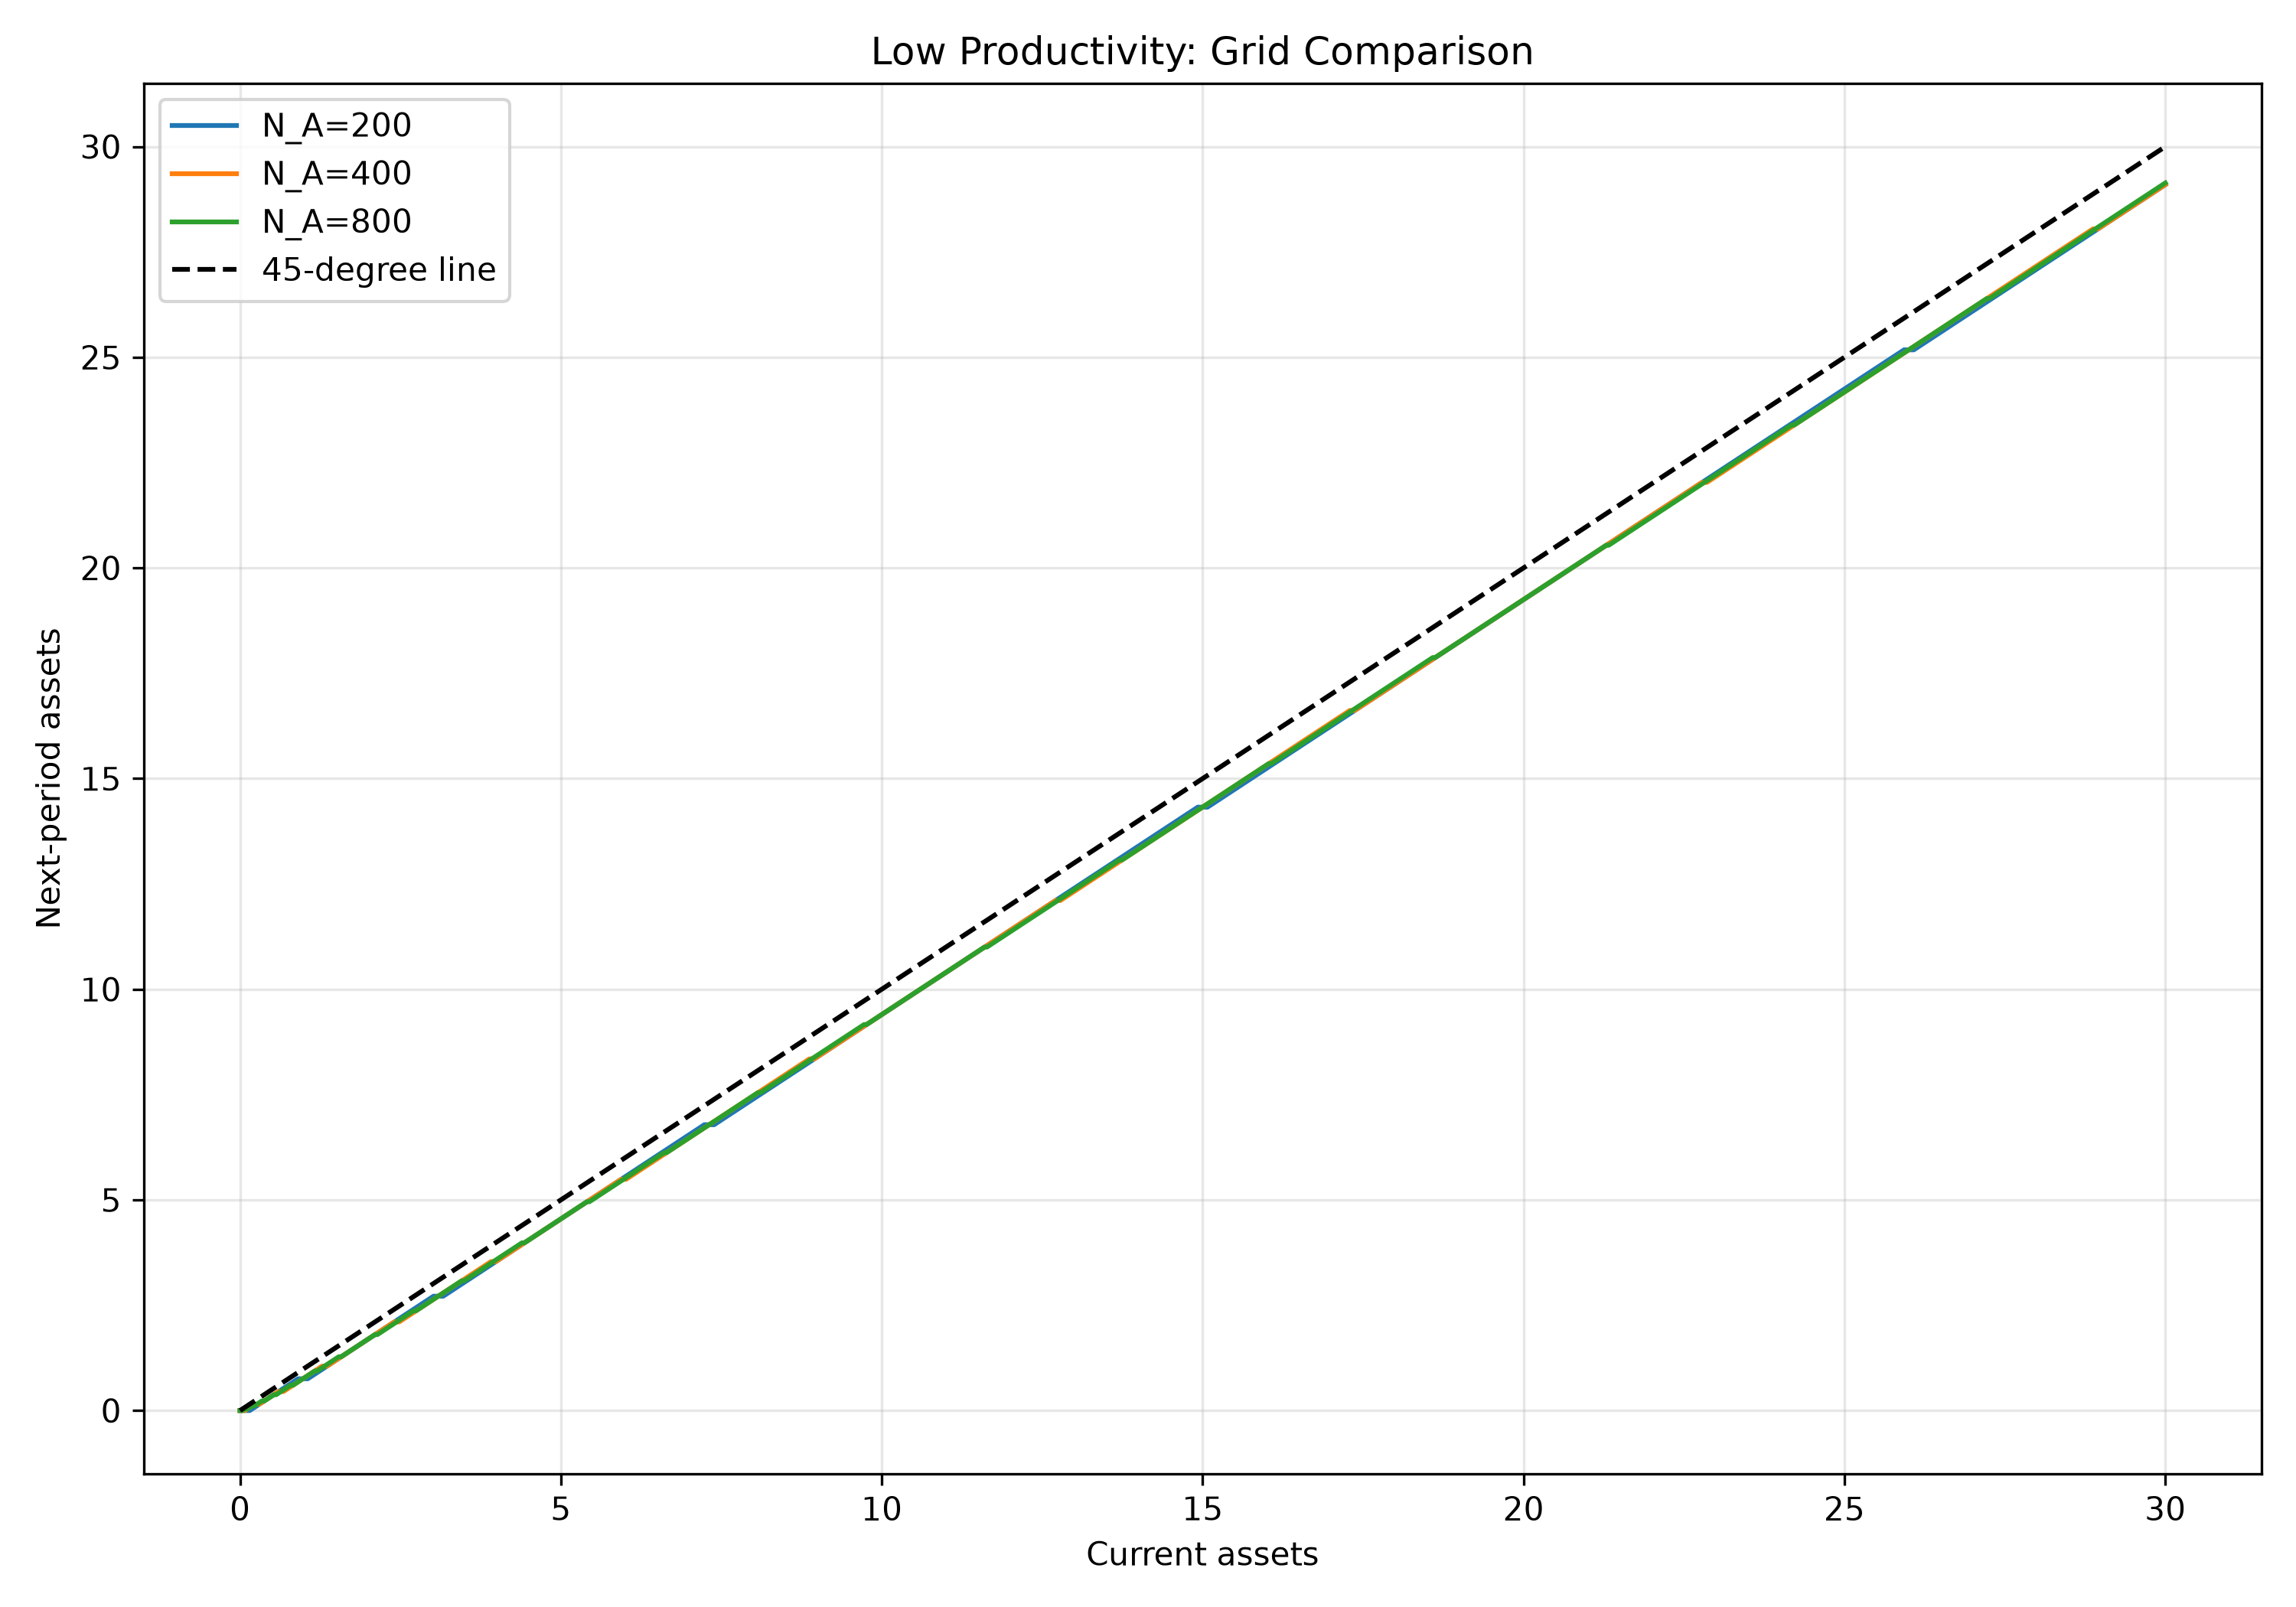 Low Productivity: Grid Comparison
N_A=200
N_A=400
N_A=800
45-degree line
30
25
20
15
10
5
0
Next-period assets
0 5 10 15 20 25 30
Current assets